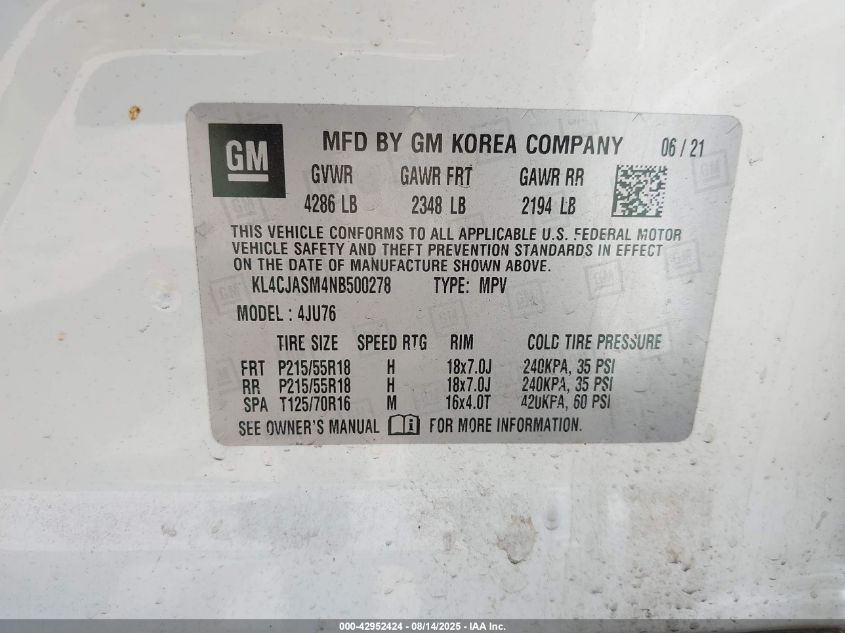 GM
MFD BY GM KOREA COMPANY 06 / 21
GVWR GAWR FRT GAWR RR
4286 LB 2348 LB 2194 LB
THIS VEHICLE CONFORMS TO ALL APPLICABLE U.S. FEDERAL MOTOR
VEHICLE SAFETY AND THEFT PREVENTION STANDARDS IN EFFECT
ON THE DATE OF MANUFACTURE SHOWN ABOVE.
KL4CJASM4NB500278 TYPE: MPV
MODEL : 4JU76
TIRE SIZE SPEED RTG RIM COLD TIRE PRESSURE
FRT P215/55R18 H 18x7.0J 240KPA, 35 PSI
RR P215/55R18 H 18x7.0J 240KPA, 35 PSI
SPA T125/70R16 M 16x4.0T 420KPA, 60 PSI
SEE OWNER'S MANUAL i FOR MORE INFORMATION.
000-42952424 - 08/14/2025 - IAA Inc.